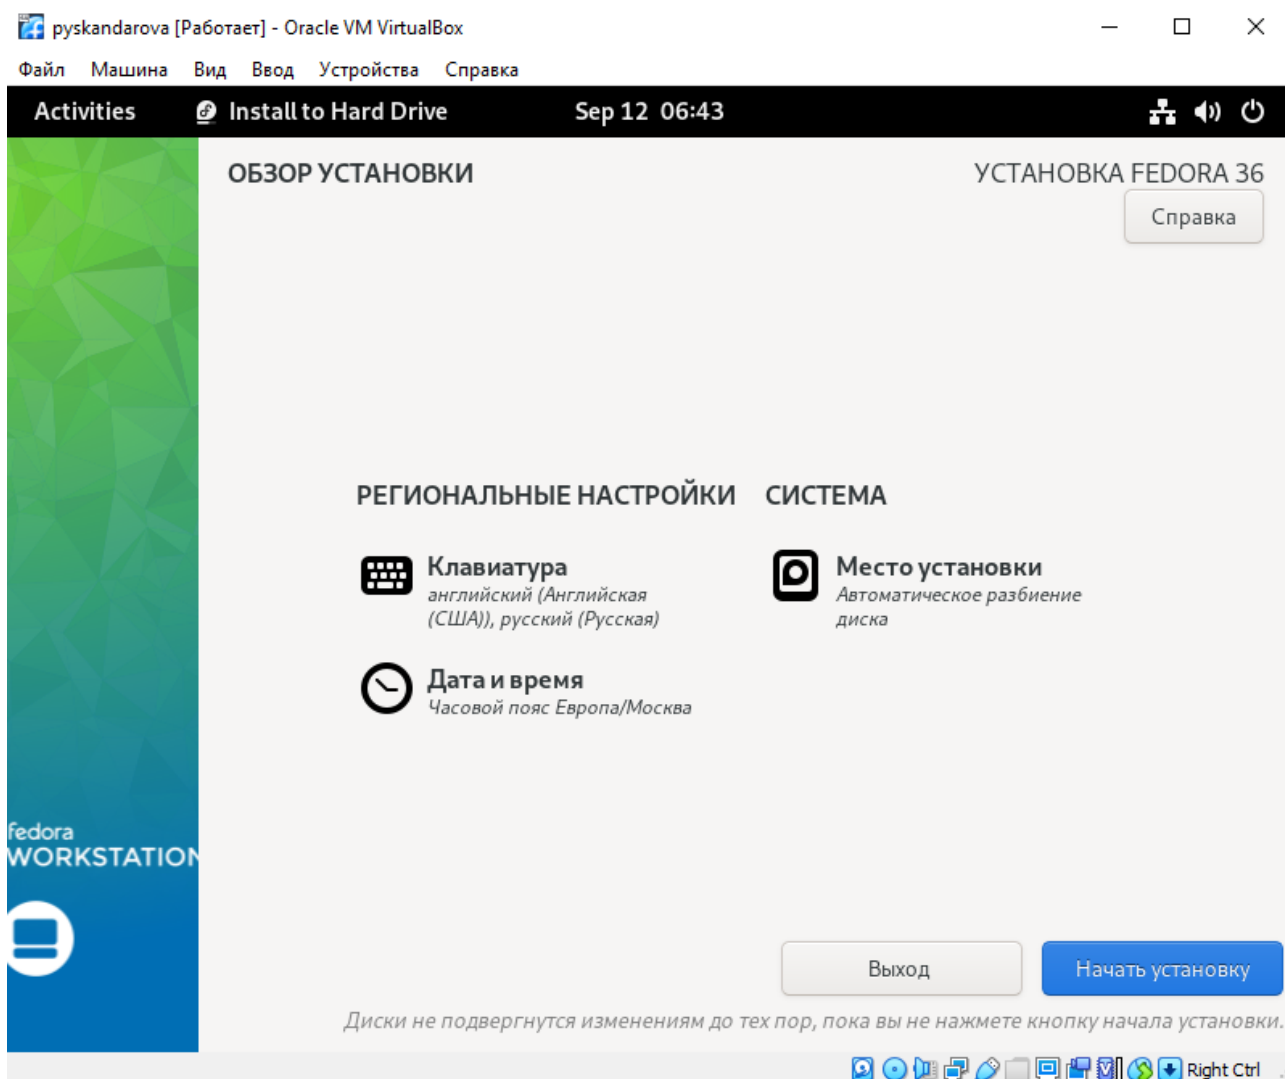 pyskandarova [Работает] - Oracle VM VirtualBox
Файл Машина Вид Ввод Устройства Справка
Activities Install to Hard Drive Sep 12 06:43
ОБЗОР УСТАНОВКИ
УСТАНОВКА FEDORA 36
Справка
РЕГИОНАЛЬНЫЕ НАСТРОЙКИ
Клавиатура
английский (Английская
(США)), русский (Русская)
Дата и время
Часовой пояс Европа/Москва
СИСТЕМА
Место установки
Автоматическое разбиение
диска
fedora
WORKSTATION
Выход
Начать установку
Диски не подвергнутся изменениям до тех пор, пока вы не нажмете кнопку начала установки.
Right Ctrl